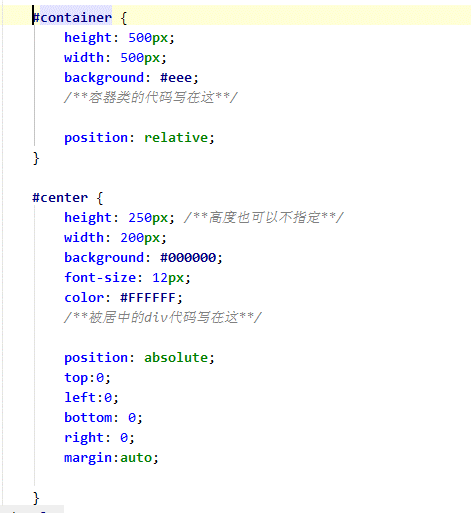 #container {
height: 500px;
width: 500px;
background: #eee;
/**容器类的代码写在这**/
position: relative;
}
#center {
height: 250px; /**高度也可以不指定**/
width: 200px;
background: #000000;
font-size: 12px;
color: #FFFFFF;
/**被居中的div代码写在这**/
position: absolute;
top:0;
left:0;
bottom: 0;
right: 0;
margin:auto;
}